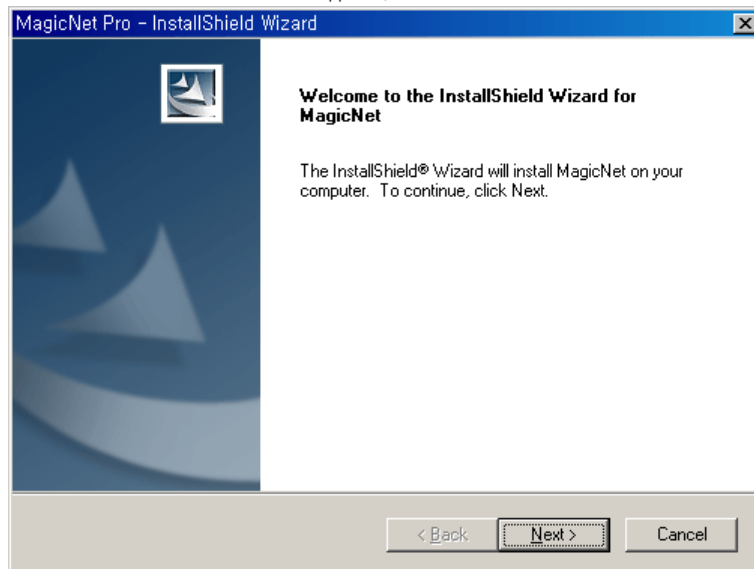 MagicNet Pro - InstallShield Wizard
Welcome to the InstallShield Wizard for
MagicNet
The InstallShield® Wizard will install MagicNet on your
computer. To continue, click Next.
< Back
Next >
Cancel